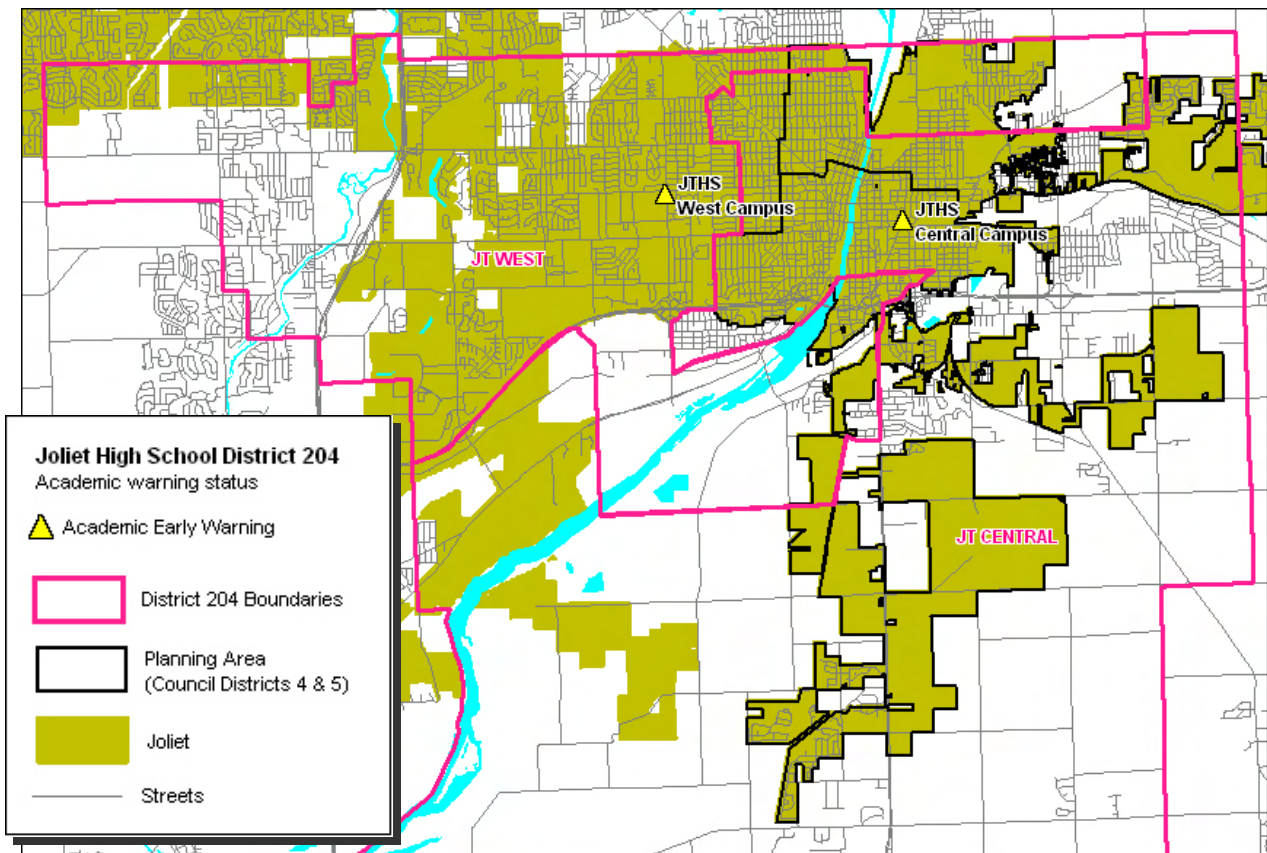 JTHS
West Campus
JTHS
Central Campus
JT WEST
JT CENTRAL
Joliet High School District 204
Academic warning status
Academic Early Warning
District 204 Boundaries
Planning Area
(Council Districts 4 & 5)
Joliet
Streets